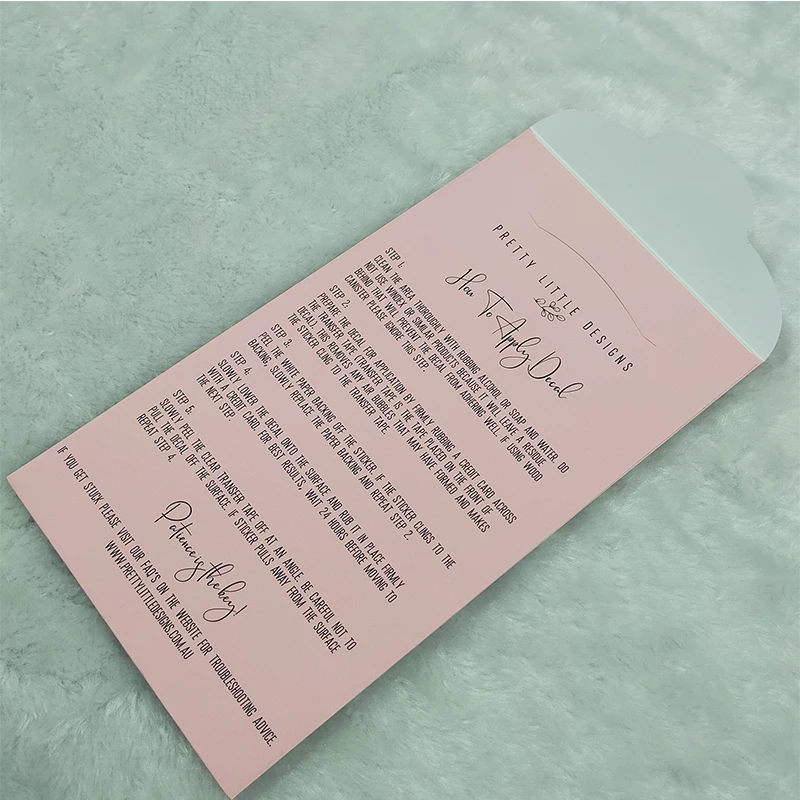 PRETTY LITTLE DESIGNS
How To Apply Decal
STEP 1:
CLEAN THE AREA THOROUGHLY WITH RUBBING ALCOHOL OR SOAP AND WATER. DO
NOT USE WINDEX OR SIMILAR PRODUCTS BECAUSE IT WILL LEAVE A RESIDUE
BEHIND THAT WILL PREVENT THE DECAL FROM ADHERING WELL. IF USING WOOD
CANISTER PLEASE IGNORE THIS STEP.
STEP 2:
PREPARE THE DECAL FOR APPLICATION BY FIRMLY RUBBING A CREDIT CARD ACROSS
THE TRANSFER TAPE (TRANSFER TAPE IS THE TAPE PLACED ON THE FRONT OF
DECAL). THIS REMOVES ANY AIR BUBBLES THAT MAY HAVE FORMED AND MAKES
THE STICKER CLING TO THE TRANSFER TAPE.
STEP 3:
PEEL THE WHITE PAPER BACKING OFF THE STICKER. IF THE STICKER CLINGS TO THE
BACKING, SLOWLY REPLACE THE PAPER BACKING AND REPEAT STEP 2.
STEP 4:
SLOWLY LOWER THE DECAL ONTO THE SURFACE AND RUB IT IN PLACE FIRMLY
WITH A CREDIT CARD. FOR BEST RESULTS, WAIT 24 HOURS BEFORE MOVING TO
THE NEXT STEP.
STEP 5:
SLOWLY PEEL THE CLEAR TRANSFER TAPE OFF AT AN ANGLE. BE CAREFUL NOT TO
PULL THE DECAL OFF THE SURFACE. IF STICKER PULLS AWAY FROM THE SURFACE
REPEAT STEP 4.
Patience is the key!
IF YOU GET STUCK PLEASE VISIT OUR FAQ'S ON THE WEBSITE FOR TROUBLESHOOTING ADVICE.
WWW.PRETTYLITTLEDESIGNS.COM.AU